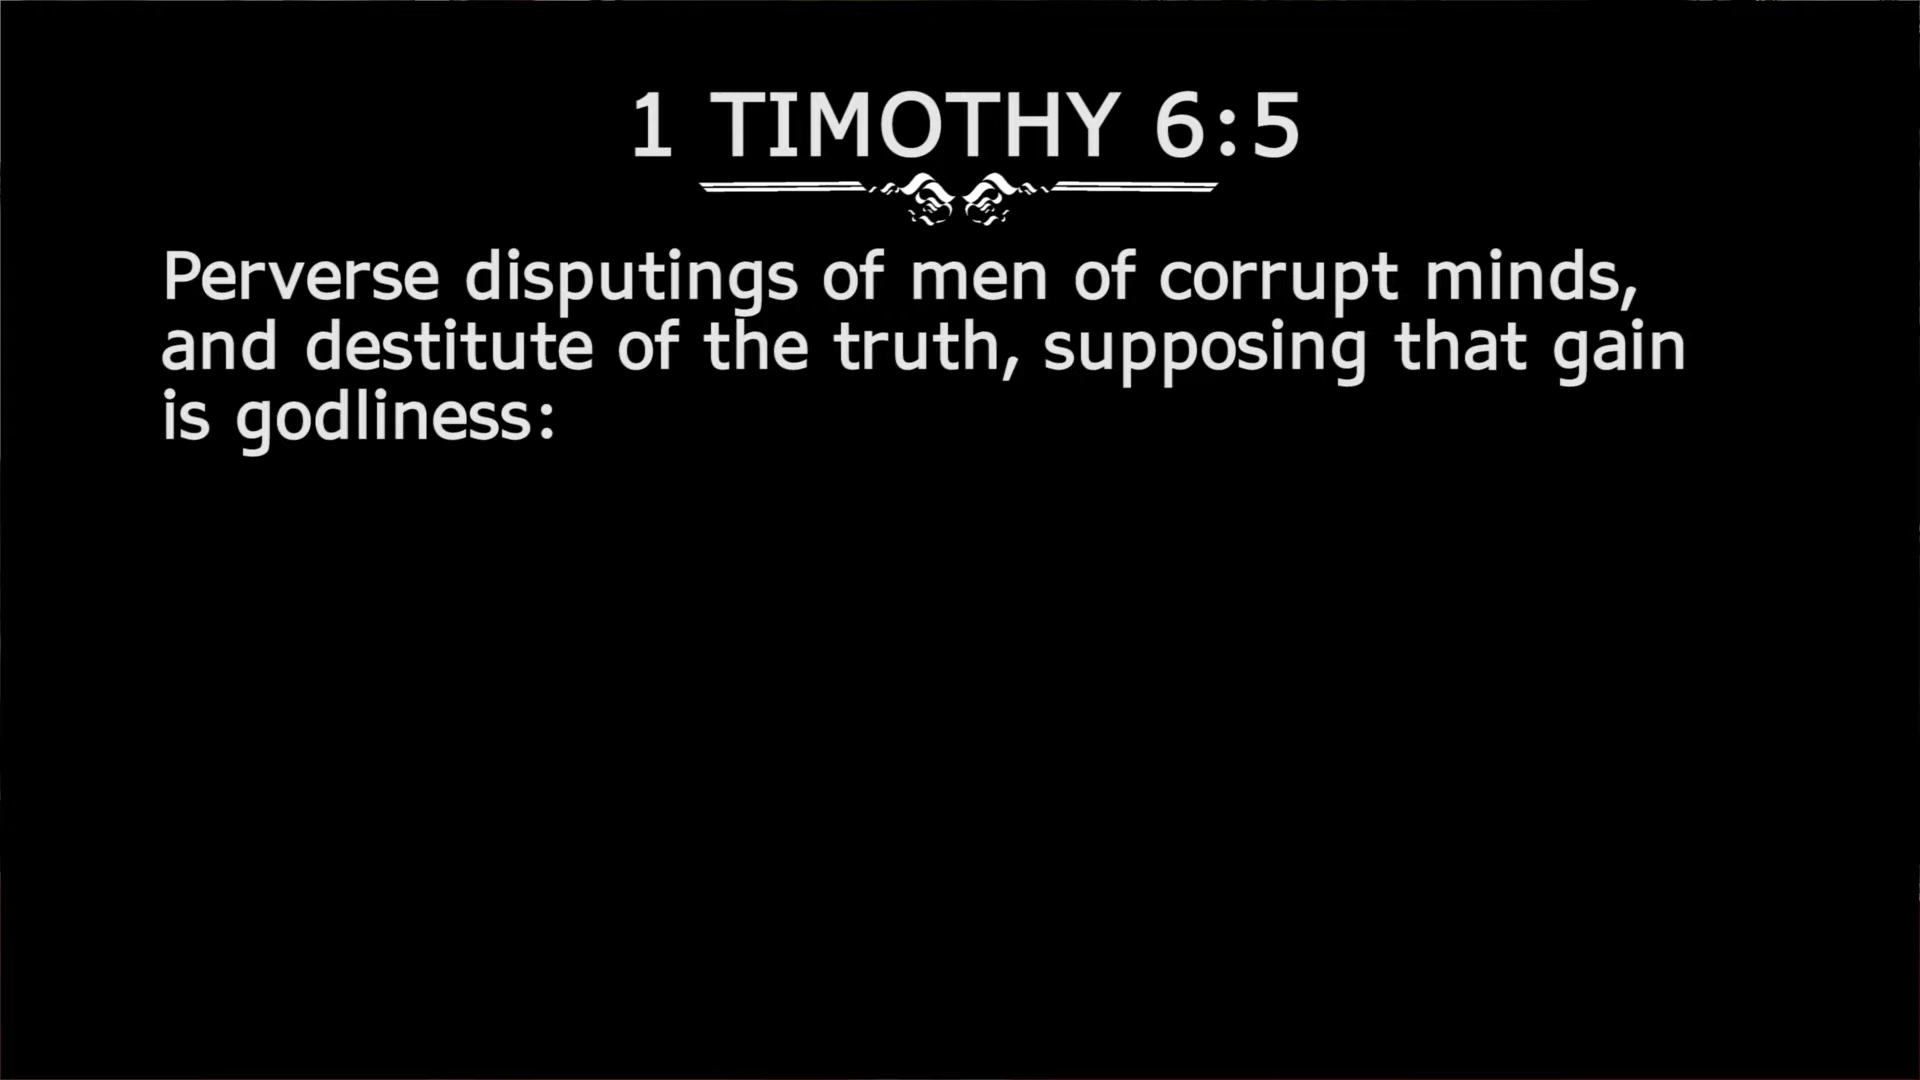 1 TIMOTHY 6:5
Perverse disputings of men of corrupt minds,
and destitute of the truth, supposing that gain
is godliness: